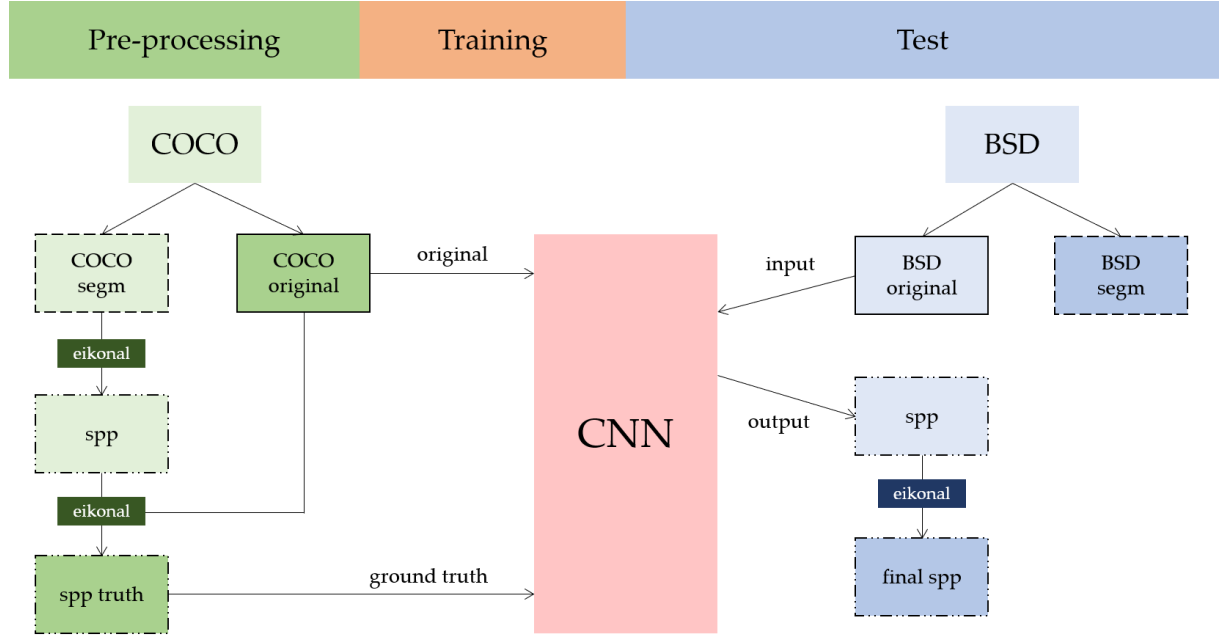 Pre-processing
Training
Test
COCO
BSD
COCO
segm
COCO
original
original
input
BSD
original
BSD
segm
eikonal
spp
CNN
output
spp
eikonal
eikonal
spp truth
ground truth
final spp